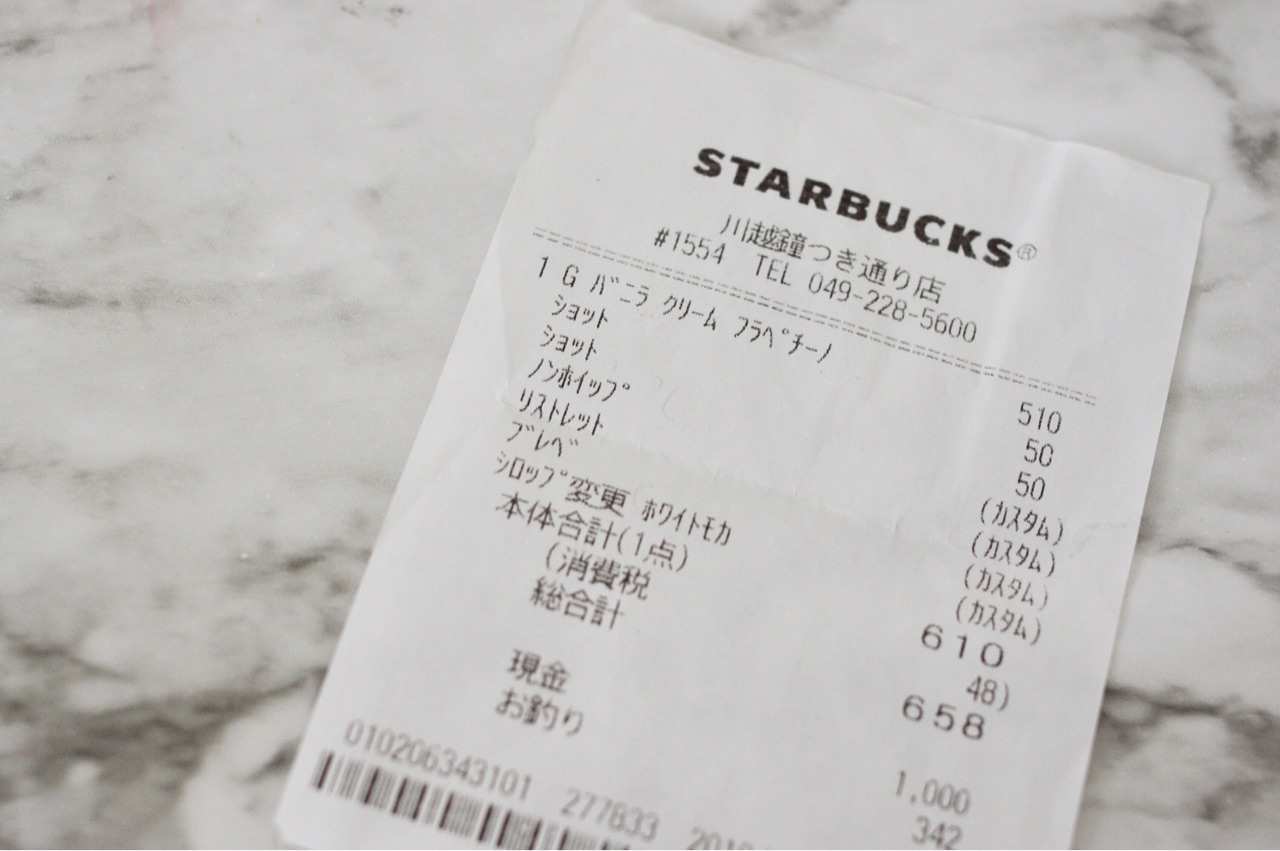 STARBUCKS®
川越鐘つき通り店
#1554 TEL 049-228-5600
1 G バニラ クリーム フラペチーノ 510
ショット 50
ショット 50
ノンホイップ (カスタム)
リストレット (カスタム)
ブレベ (カスタム)
シロップ変更 ホワイトモカ (カスタム)
本体合計(1点) 610
(消費税 48)
総合計 658
現金 1,000
お釣り 342
010206343101 277833